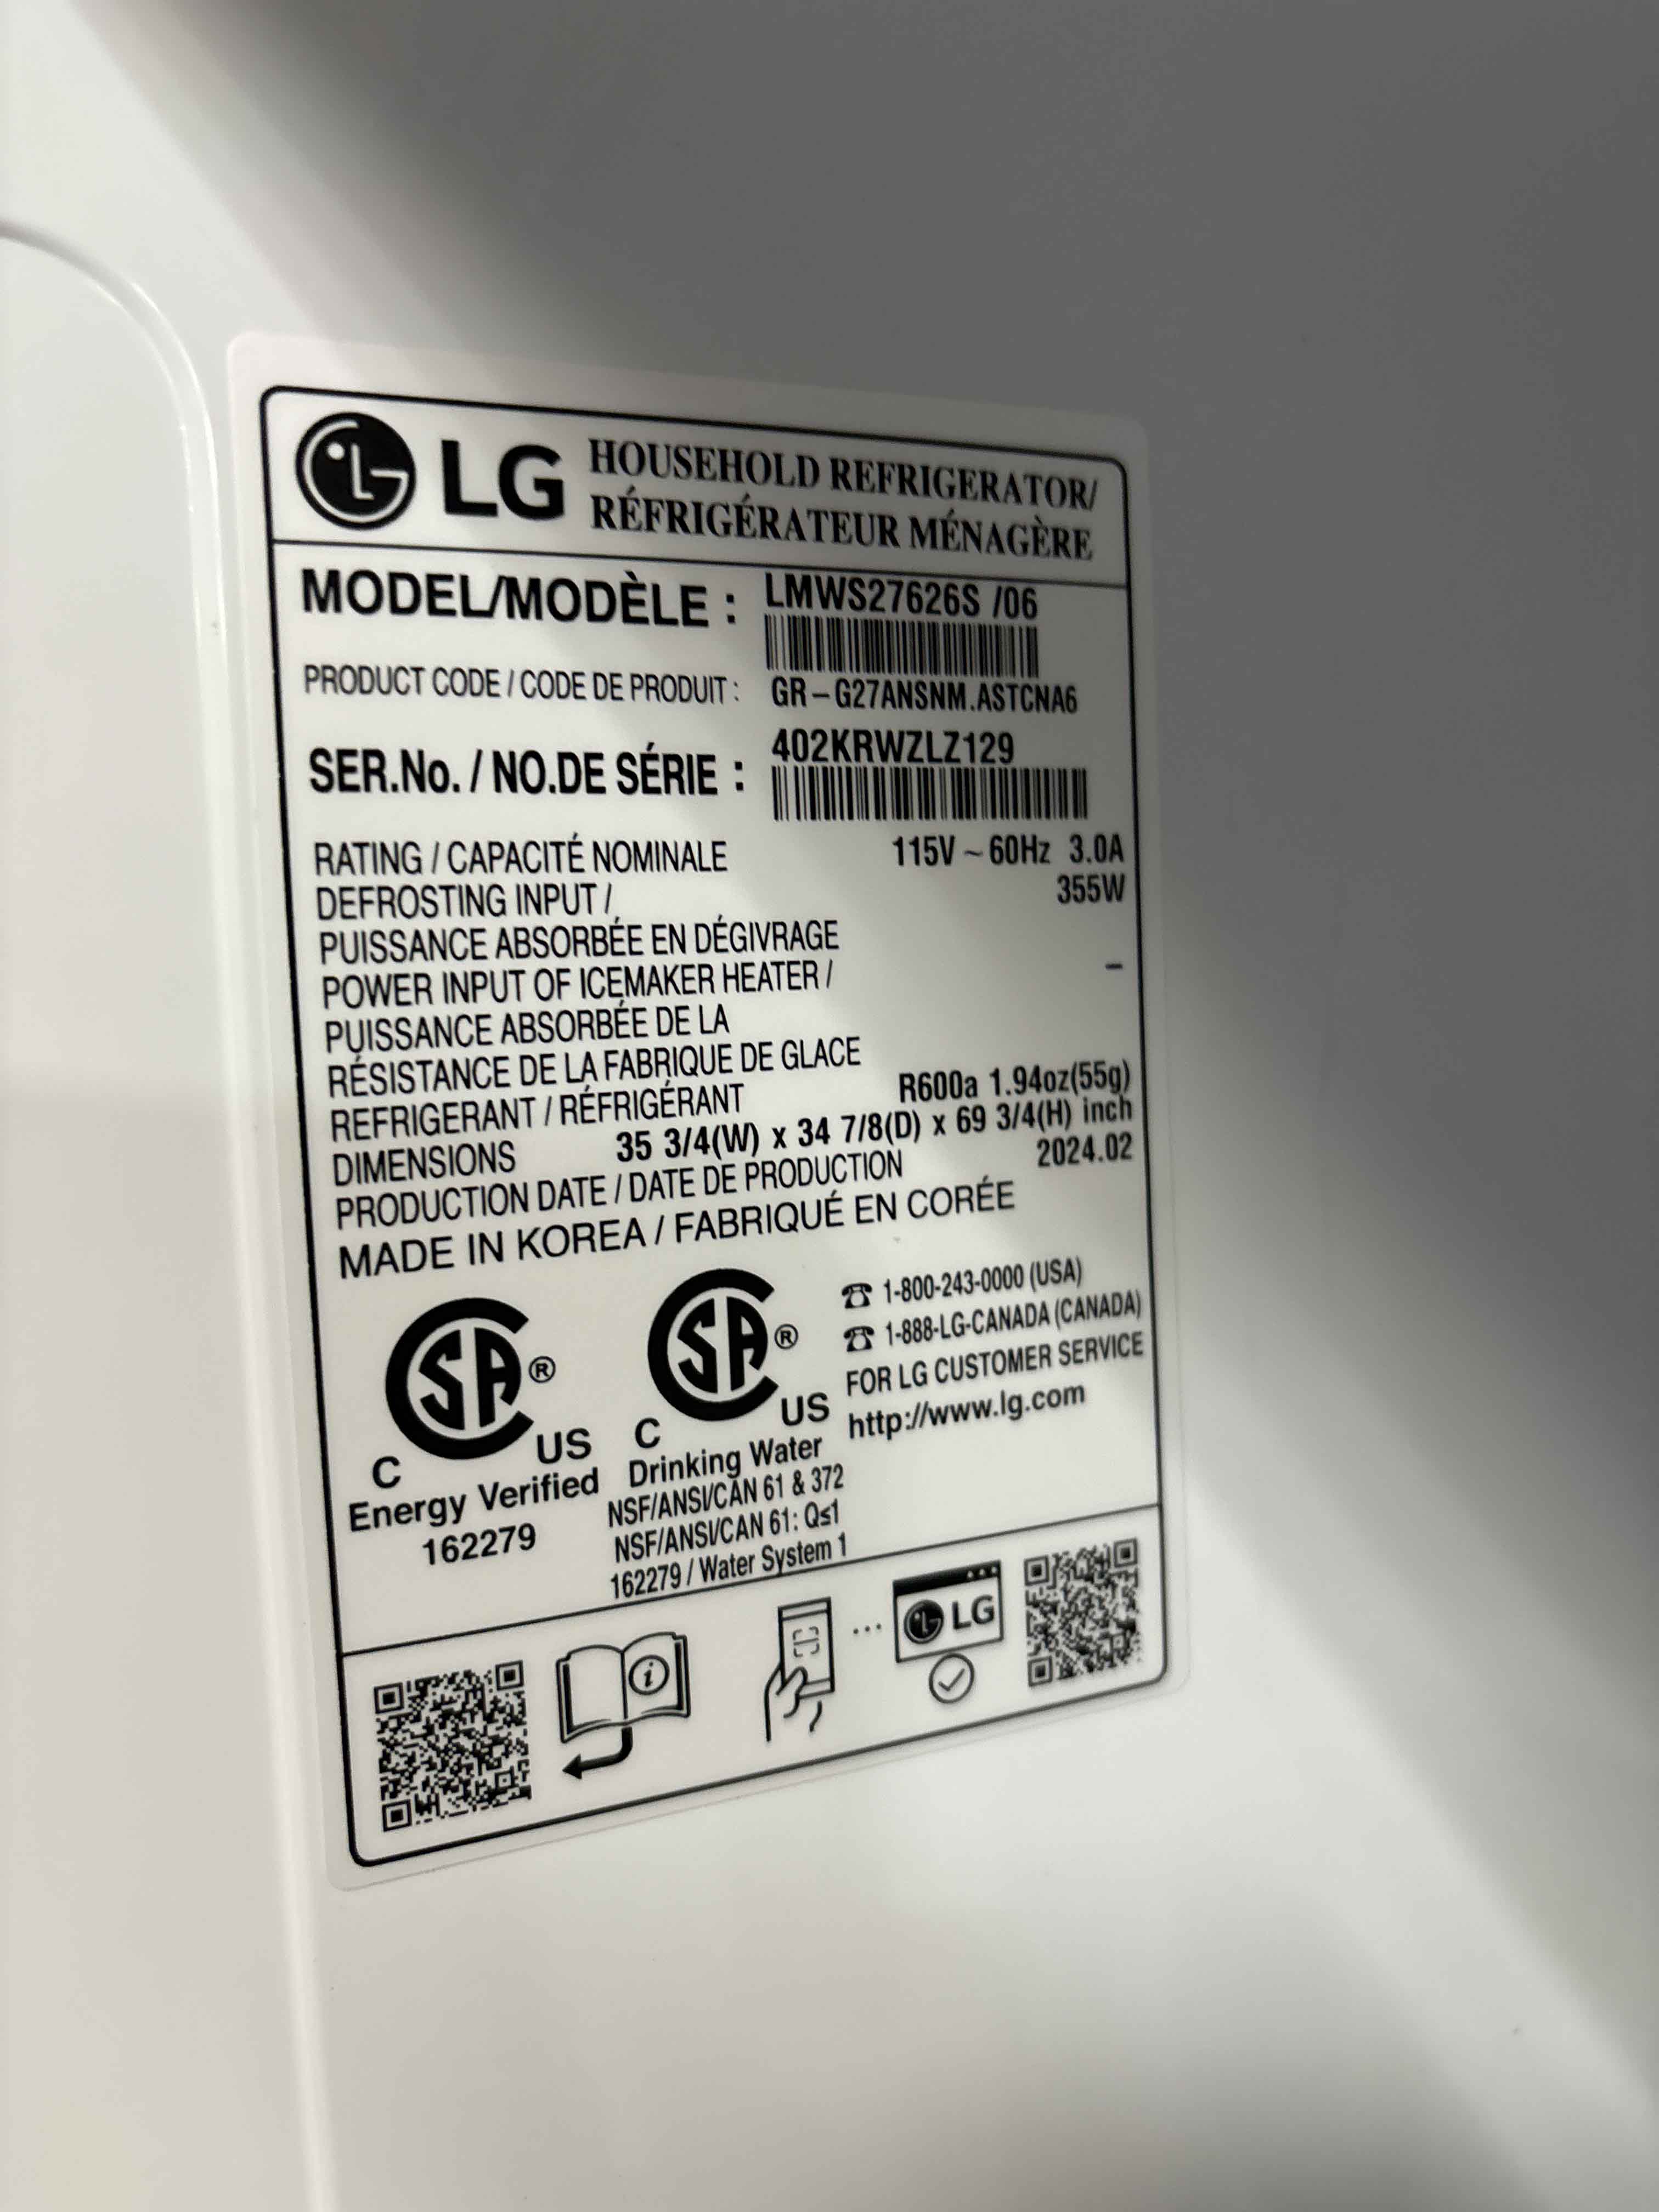 LG HOUSEHOLD REFRIGERATOR/
RÉFRIGÉRATEUR MÉNAGÈRE
MODEL/MODÈLE : LMWS27626S /06
PRODUCT CODE / CODE DE PRODUIT : GR-G27ANSNM.ASTCNA6
SER.No. / NO.DE SÉRIE : 402KRWZLZ129
RATING / CAPACITÉ NOMINALE 115V ~ 60Hz 3.0A
DEFROSTING INPUT / 355W
PUISSANCE ABSORBÉE EN DÉGIVRAGE
POWER INPUT OF ICEMAKER HEATER / –
PUISSANCE ABSORBÉE DE LA
RÉSISTANCE DE LA FABRIQUE DE GLACE
REFRIGERANT / RÉFRIGÉRANT R600a 1.94oz(55g)
DIMENSIONS 35 3/4(W) x 34 7/8(D) x 69 3/4(H) inch
PRODUCTION DATE / DATE DE PRODUCTION 2024.02
MADE IN KOREA / FABRIQUÉ EN CORÉE
SA®
C US
Energy Verified
162279
SA®
C US
Drinking Water
NSF/ANSI/CAN 61 & 372
NSF/ANSI/CAN 61: Q≤1
162279 / Water System 1
☎ 1-800-243-0000 (USA)
☎ 1-888-LG-CANADA (CANADA)
FOR LG CUSTOMER SERVICE
http://www.lg.com
i
... LG